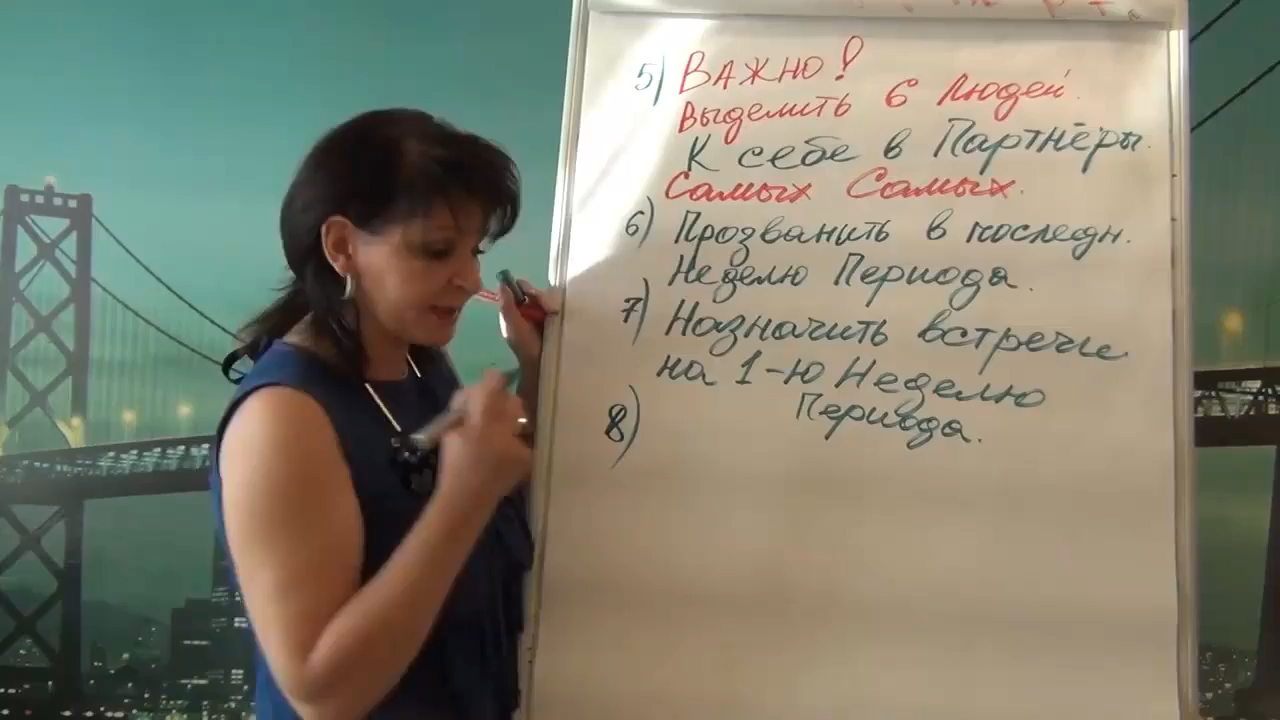 5) ВАЖНО!
Выделить 6 Людей.
К себе в Партнёры.
Самых Самых.
6) Прозванить в последн.
Неделю Периода.
7) Назначить встречи
на 1-ю Неделю
Периода.
8)